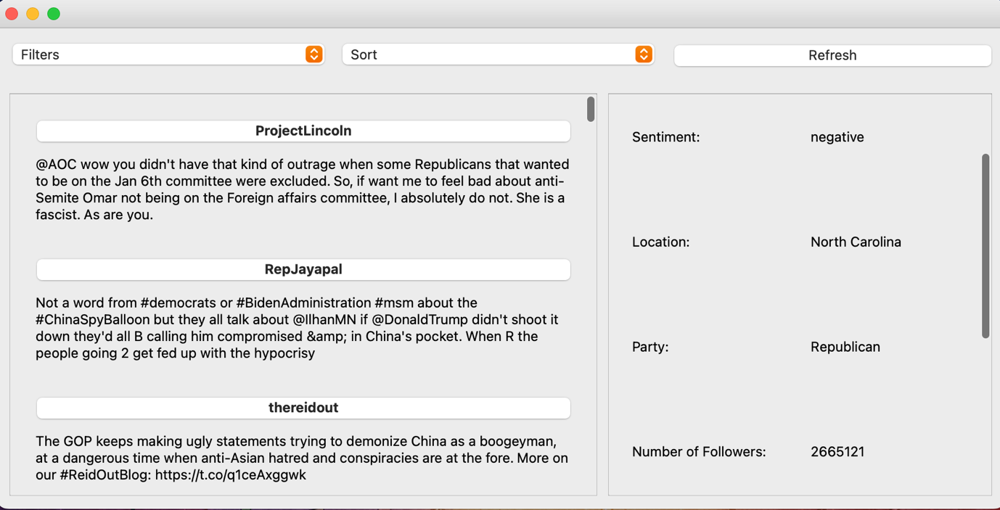 Filters
Sort
Refresh
ProjectLincoln
@AOC wow you didn't have that kind of outrage when some Republicans that wanted
to be on the Jan 6th committee were excluded. So, if want me to feel bad about anti-
Semite Omar not being on the Foreign affairs committee, I absolutely do not. She is a
fascist. As are you.
RepJayapal
Not a word from #democrats or #BidenAdministration #msm about the
#ChinaSpyBalloon but they all talk about @IlhanMN if @DonaldTrump didn't shoot it
down they'd all B calling him compromised &amp; in China's pocket. When R the
people going 2 get fed up with the hypocrisy
thereidout
The GOP keeps making ugly statements trying to demonize China as a boogeyman,
at a dangerous time when anti-Asian hatred and conspiracies are at the fore. More on
our #ReidOutBlog: https://t.co/q1ceAxggwk
Sentiment: negative
Location: North Carolina
Party: Republican
Number of Followers: 2665121